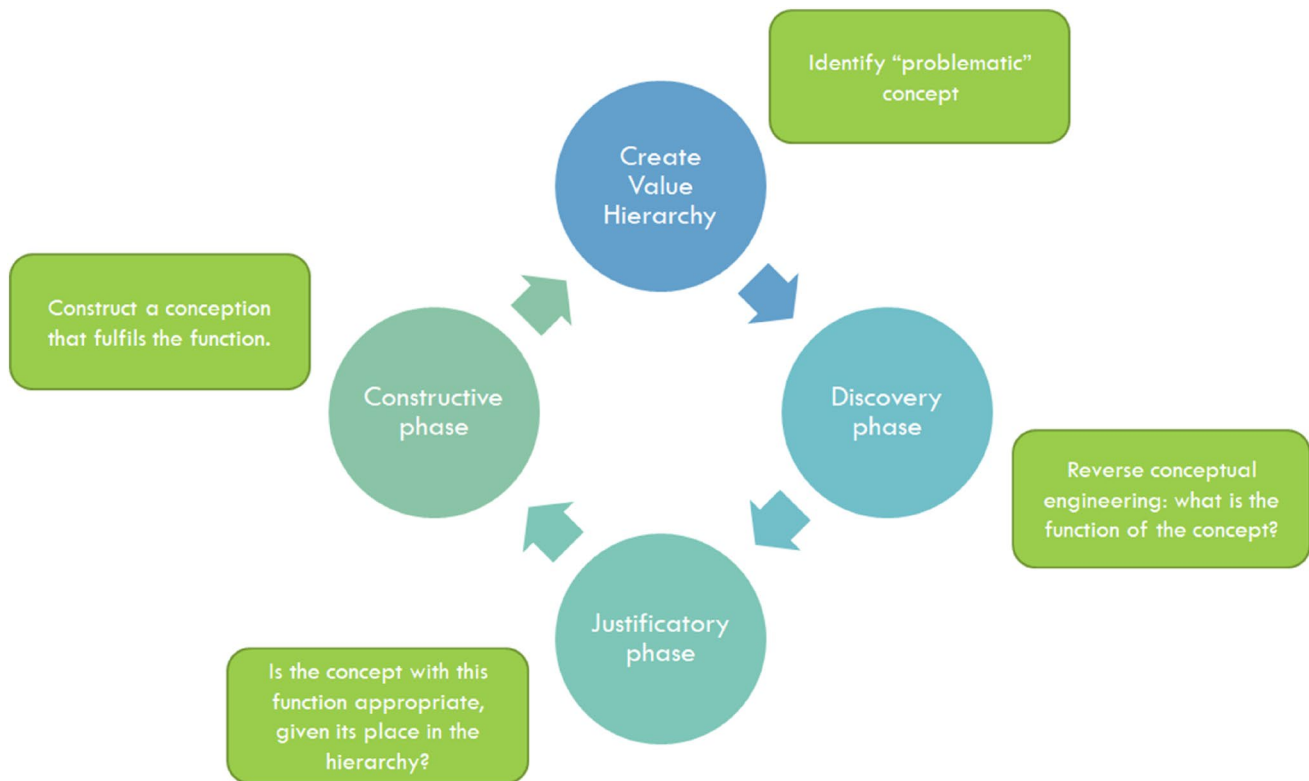 Identify “problematic”
concept
Create
Value
Hierarchy
Construct a conception
that fulfils the function.
Constructive
phase
Discovery
phase
Reverse conceptual
engineering: what is the
function of the concept?
Justificatory
phase
Is the concept with this
function appropriate,
given its place in the
hierarchy?